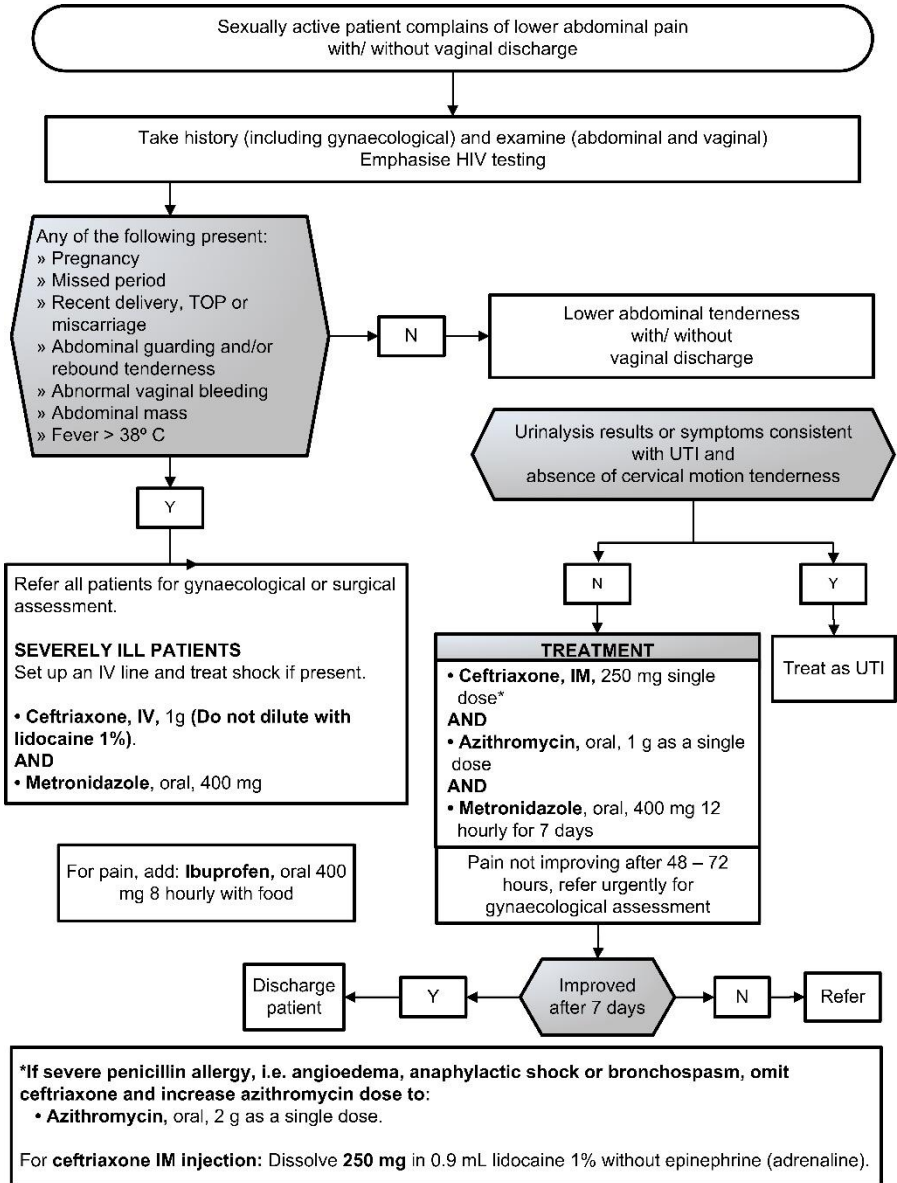 Sexually active patient complains of lower abdominal pain
with/ without vaginal discharge
Take history (including gynaecological) and examine (abdominal and vaginal)
Emphasise HIV testing
Any of the following present:
» Pregnancy
» Missed period
» Recent delivery, TOP or
miscarriage
» Abdominal guarding and/or
rebound tenderness
» Abnormal vaginal bleeding
» Abdominal mass
» Fever > 38º C
N
Lower abdominal tenderness
with/ without
vaginal discharge
Urinalysis results or symptoms consistent
with UTI and
absence of cervical motion tenderness
Y
Refer all patients for gynaecological or surgical
assessment.
SEVERELY ILL PATIENTS
Set up an IV line and treat shock if present.
• Ceftriaxone, IV, 1g (Do not dilute with
lidocaine 1%).
AND
• Metronidazole, oral, 400 mg
For pain, add: Ibuprofen, oral 400
mg 8 hourly with food
N
Y
TREATMENT
• Ceftriaxone, IM, 250 mg single
dose*
AND
• Azithromycin, oral, 1 g as a single
dose
AND
• Metronidazole, oral, 400 mg 12
hourly for 7 days
Pain not improving after 48 – 72
hours, refer urgently for
gynaecological assessment
Treat as UTI
Discharge
patient
Y
Improved
after 7 days
N
Refer
*If severe penicillin allergy, i.e. angioedema, anaphylactic shock or bronchospasm, omit
ceftriaxone and increase azithromycin dose to:
• Azithromycin, oral, 2 g as a single dose.
For ceftriaxone IM injection: Dissolve 250 mg in 0.9 mL lidocaine 1% without epinephrine (adrenaline).